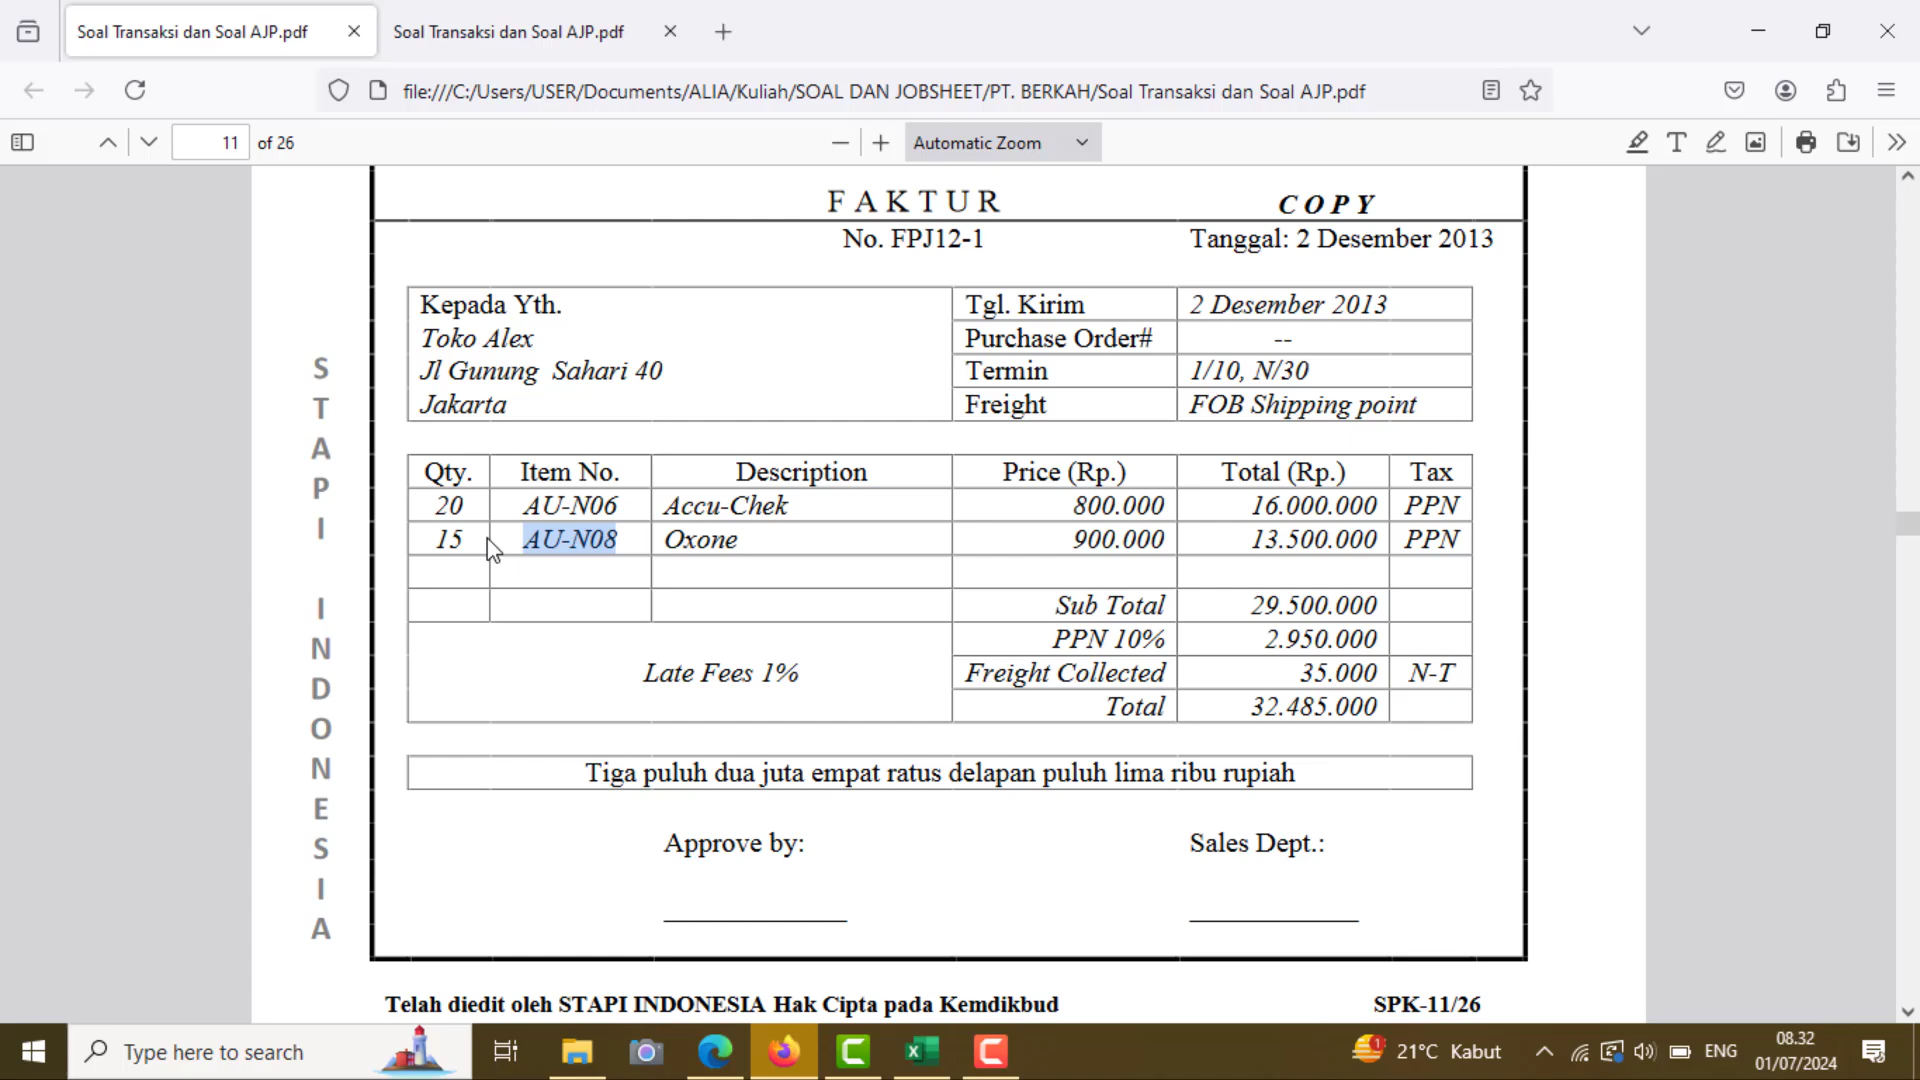 Soal Transaksi dan Soal AJP.pdf
Soal Transaksi dan Soal AJP.pdf
file:///C:/Users/USER/Documents/ALIA/Kuliah/SOAL DAN JOBSHEET/PT. BERKAH/Soal Transaksi dan Soal AJP.pdf
11 of 26
Automatic Zoom
FAKTUR COPY
No. FPJ12-1 Tanggal: 2 Desember 2013
Kepada Yth. Tgl. Kirim 2 Desember 2013
Toko Alex Purchase Order# --
Jl Gunung Sahari 40 Termin 1/10, N/30
Jakarta Freight FOB Shipping point
Qty. Item No. Description Price (Rp.) Total (Rp.) Tax
20 AU-N06 Accu-Chek 800.000 16.000.000 PPN
15 AU-N08 Oxone 900.000 13.500.000 PPN
Sub Total 29.500.000
PPN 10% 2.950.000
Late Fees 1% Freight Collected 35.000 N-T
Total 32.485.000
Tiga puluh dua juta empat ratus delapan puluh lima ribu rupiah
Approve by: Sales Dept.:
STAPI INDONESIA
Telah diedit oleh STAPI INDONESIA Hak Cipta pada Kemdikbud SPK-11/26
Type here to search
21°C Kabut
ENG
08.32
01/07/2024